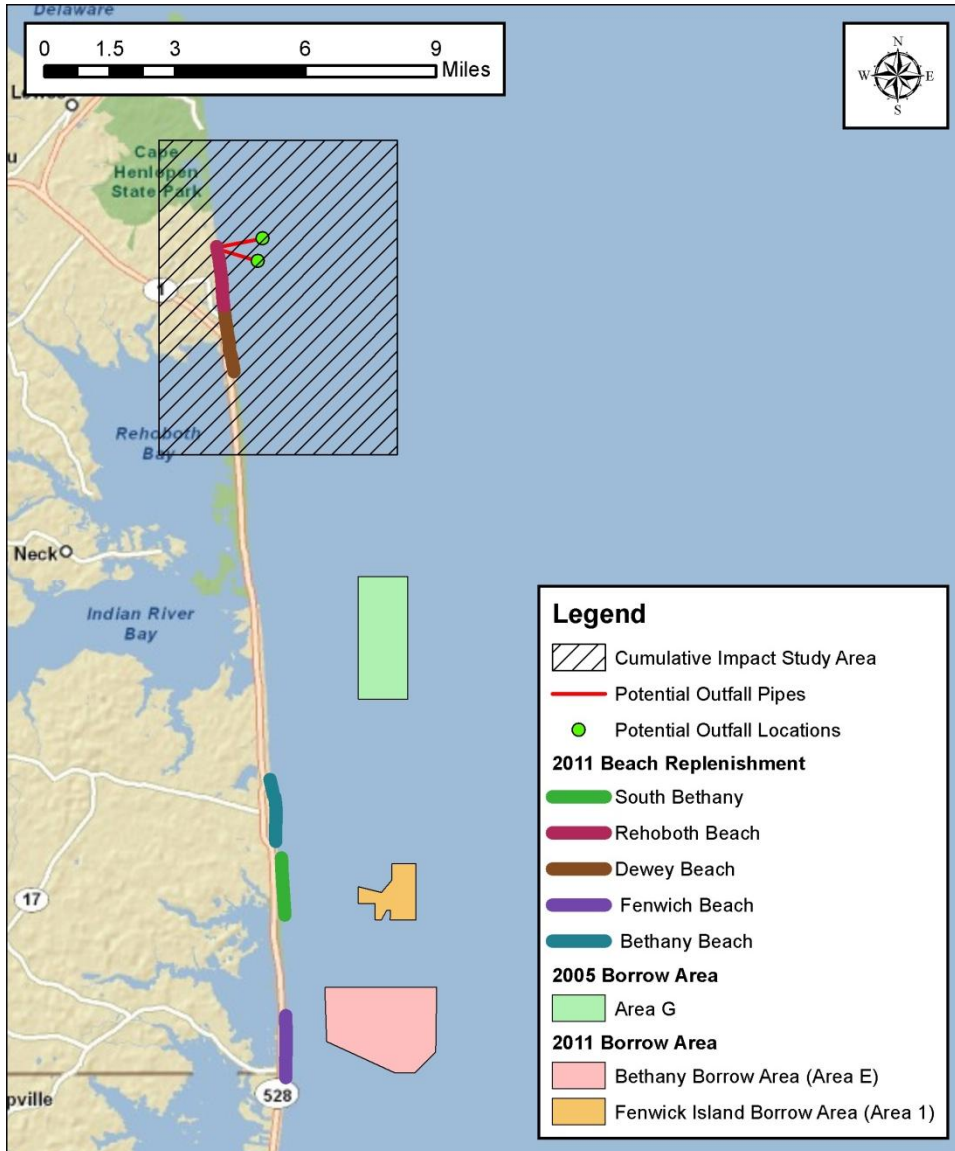 Delaware
0 1.5 3 6 9
Miles
N
W E
S
Cape
Henlopen
State Park
1
Rehoboth
Bay
Neck
Indian River
Bay
17
528
Legend
Cumulative Impact Study Area
Potential Outfall Pipes
Potential Outfall Locations
2011 Beach Replenishment
South Bethany
Rehoboth Beach
Dewey Beach
Fenwich Beach
Bethany Beach
2005 Borrow Area
Area G
2011 Borrow Area
Bethany Borrow Area (Area E)
Fenwick Island Borrow Area (Area 1)
pville